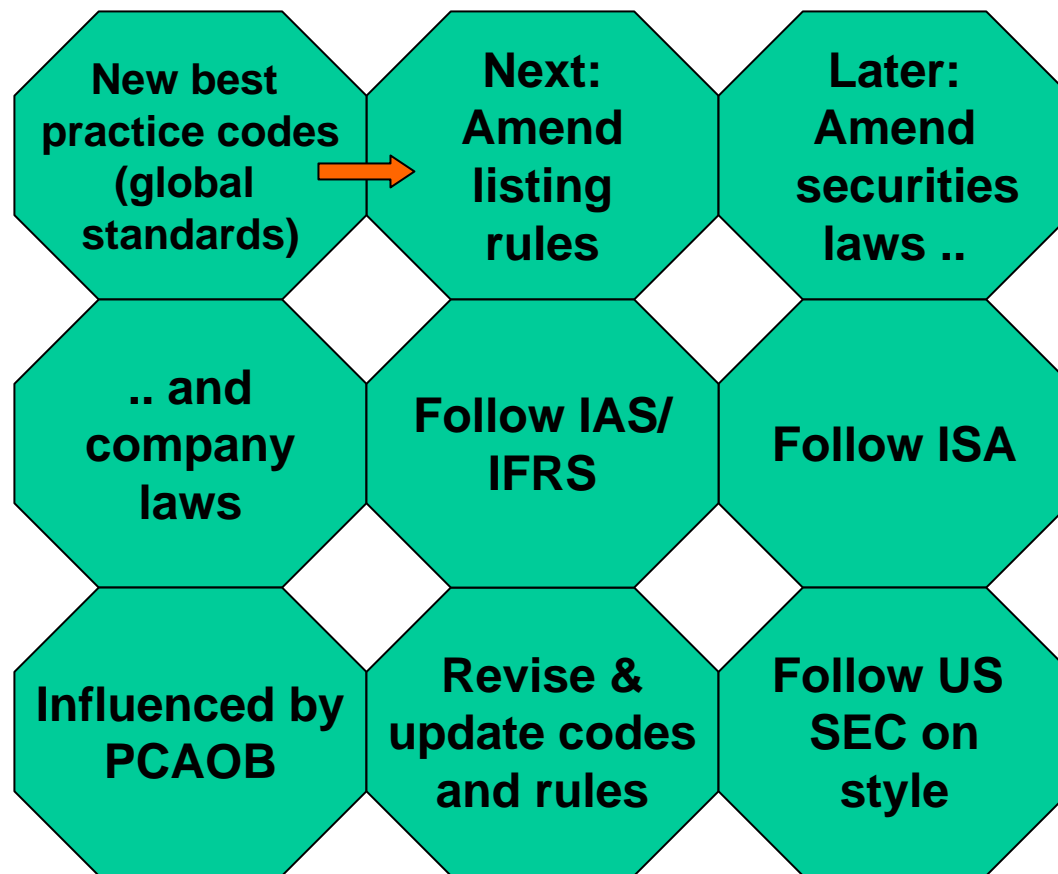 New best
practice codes
(global
standards)
Next:
Amend
listing
rules
Later:
Amend
securities
laws ..
.. and
company
laws
Follow IAS/
IFRS
Follow ISA
Influenced by
PCAOB
Revise &
update codes
and rules
Follow US
SEC on
style